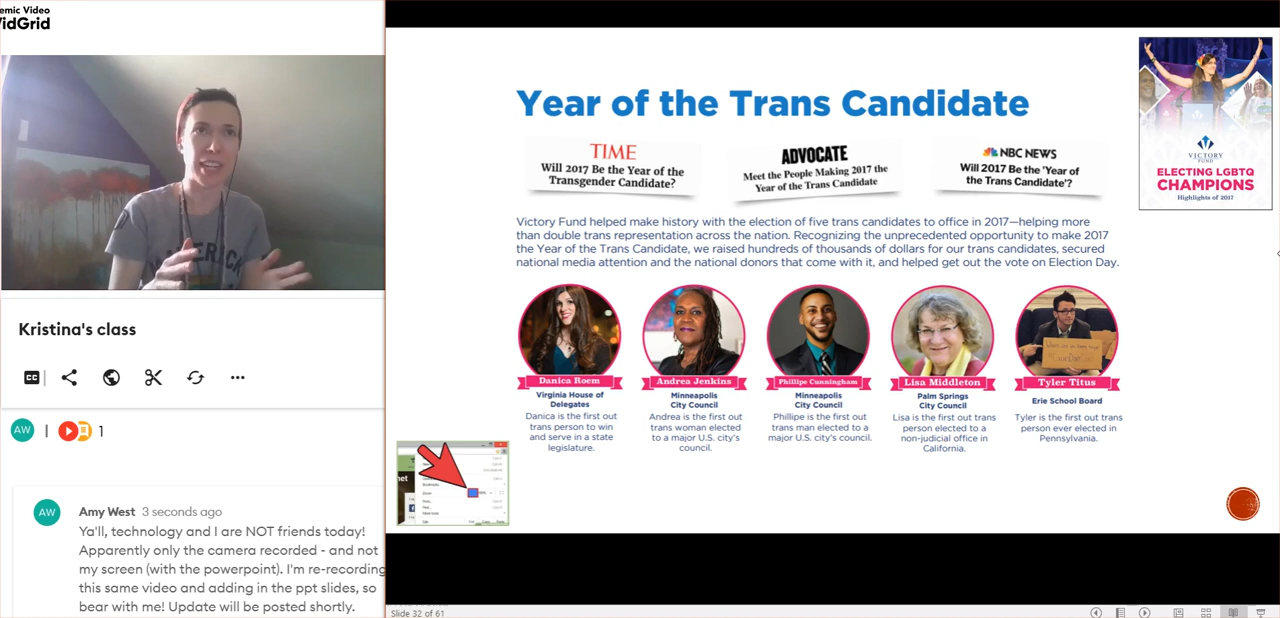 emic Video
VidGrid
Kristina's class
CC
AW
1
AW
Amy West 3 seconds ago
Ya'll, technology and I are NOT friends today!
Apparently only the camera recorded - and not
my screen (with the powerpoint). I'm re-recording
this same video and adding in the ppt slides, so
bear with me! Update will be posted shortly.
Year of the Trans Candidate
TIME
Will 2017 Be the Year of the
Transgender Candidate?
ADVOCATE
Meet the People Making 2017 the
Year of the Trans Candidate
NBC NEWS
Will 2017 Be the 'Year of
the Trans Candidate'?
VICTORY
FUND
ELECTING LGBTQ
CHAMPIONS
Highlights of 2017
Victory Fund helped make history with the election of five trans candidates to office in 2017—helping more
than double trans representation across the nation. Recognizing the unprecedented opportunity to make 2017
the Year of the Trans Candidate, we raised hundreds of thousands of dollars for our trans candidates, secured
national media attention and the national donors that come with it, and helped get out the vote on Election Day.
Danica Roem
Virginia House of
Delegates
Danica is the first out
trans person to win
and serve in a state
legislature.
Andrea Jenkins
Minneapolis
City Council
Andrea is the first out
trans woman elected
to a major U.S. city's
council.
Phillipe Cunningham
Minneapolis
City Council
Phillipe is the first out
trans man elected to a
major U.S. city's council.
Lisa Middleton
Palm Springs
City Council
Lisa is the first out trans
person elected to a
non-judicial office in
California.
Tyler Titus
Erie School Board
Tyler is the first out trans
person ever elected in
Pennsylvania.
Slide 32 of 61